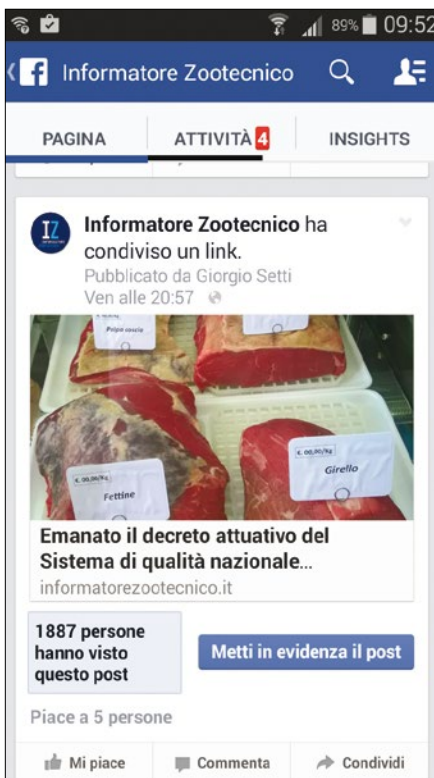 89% 09:52
Informatore Zootecnico
PAGINA ATTIVITÀ 4 INSIGHTS
IZ
Informatore Zootecnico ha
condiviso un link.
Pubblicato da Giorgio Setti
Ven alle 20:57
Polpa coscia
€. 00,00/Kg
Fettine
€. 00,00/Kg
Girello
Emanato il decreto attuativo del
Sistema di qualità nazionale...
informatorezootecnico.it
1887 persone
hanno visto
questo post
Metti in evidenza il post
Piace a 5 persone
Mi piace Commenta Condividi